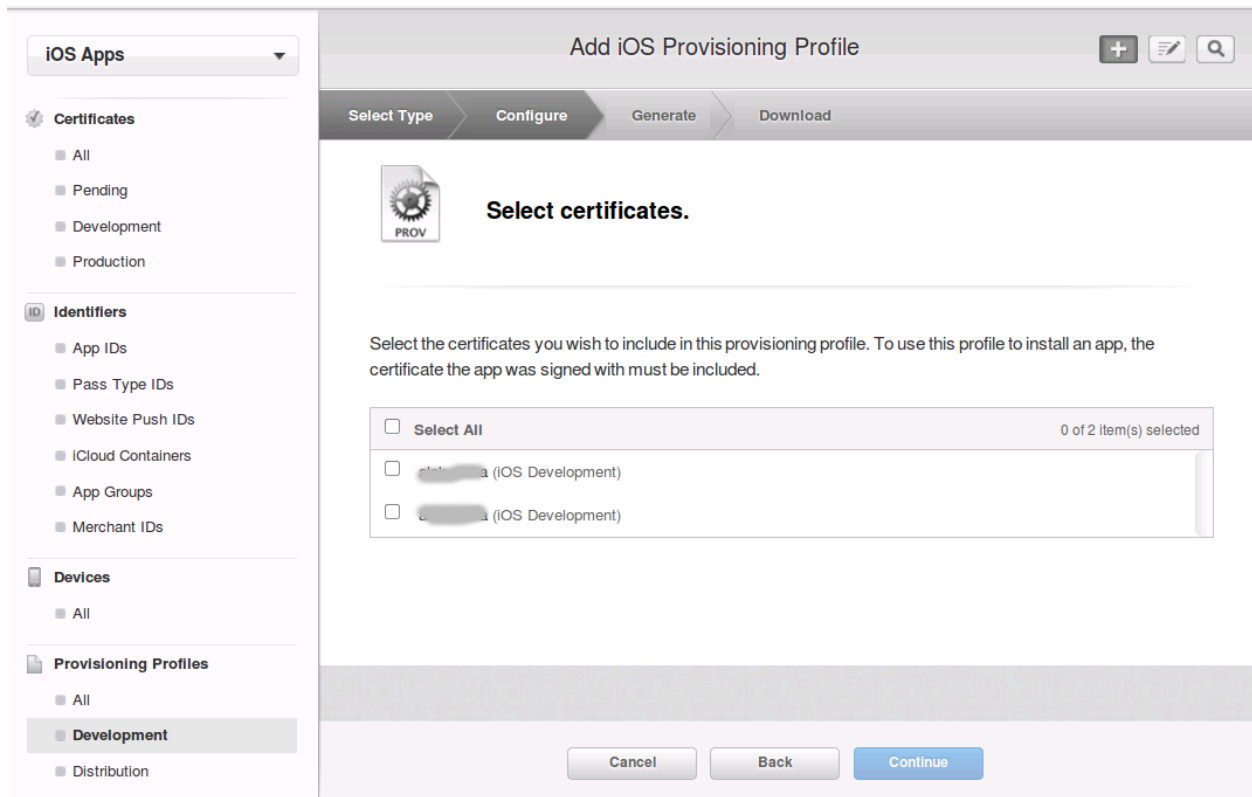 iOS Apps
Add iOS Provisioning Profile
Certificates
All
Pending
Development
Production
Identifiers
App IDs
Pass Type IDs
Website Push IDs
iCloud Containers
App Groups
Merchant IDs
Devices
All
Provisioning Profiles
All
Development
Distribution
Select Type
Configure
Generate
Download
PROV
Select certificates.
Select the certificates you wish to include in this provisioning profile. To use this profile to install an app, the
certificate the app was signed with must be included.
Select All
0 of 2 item(s) selected
(iOS Development)
(iOS Development)
Cancel
Back
Continue
ID